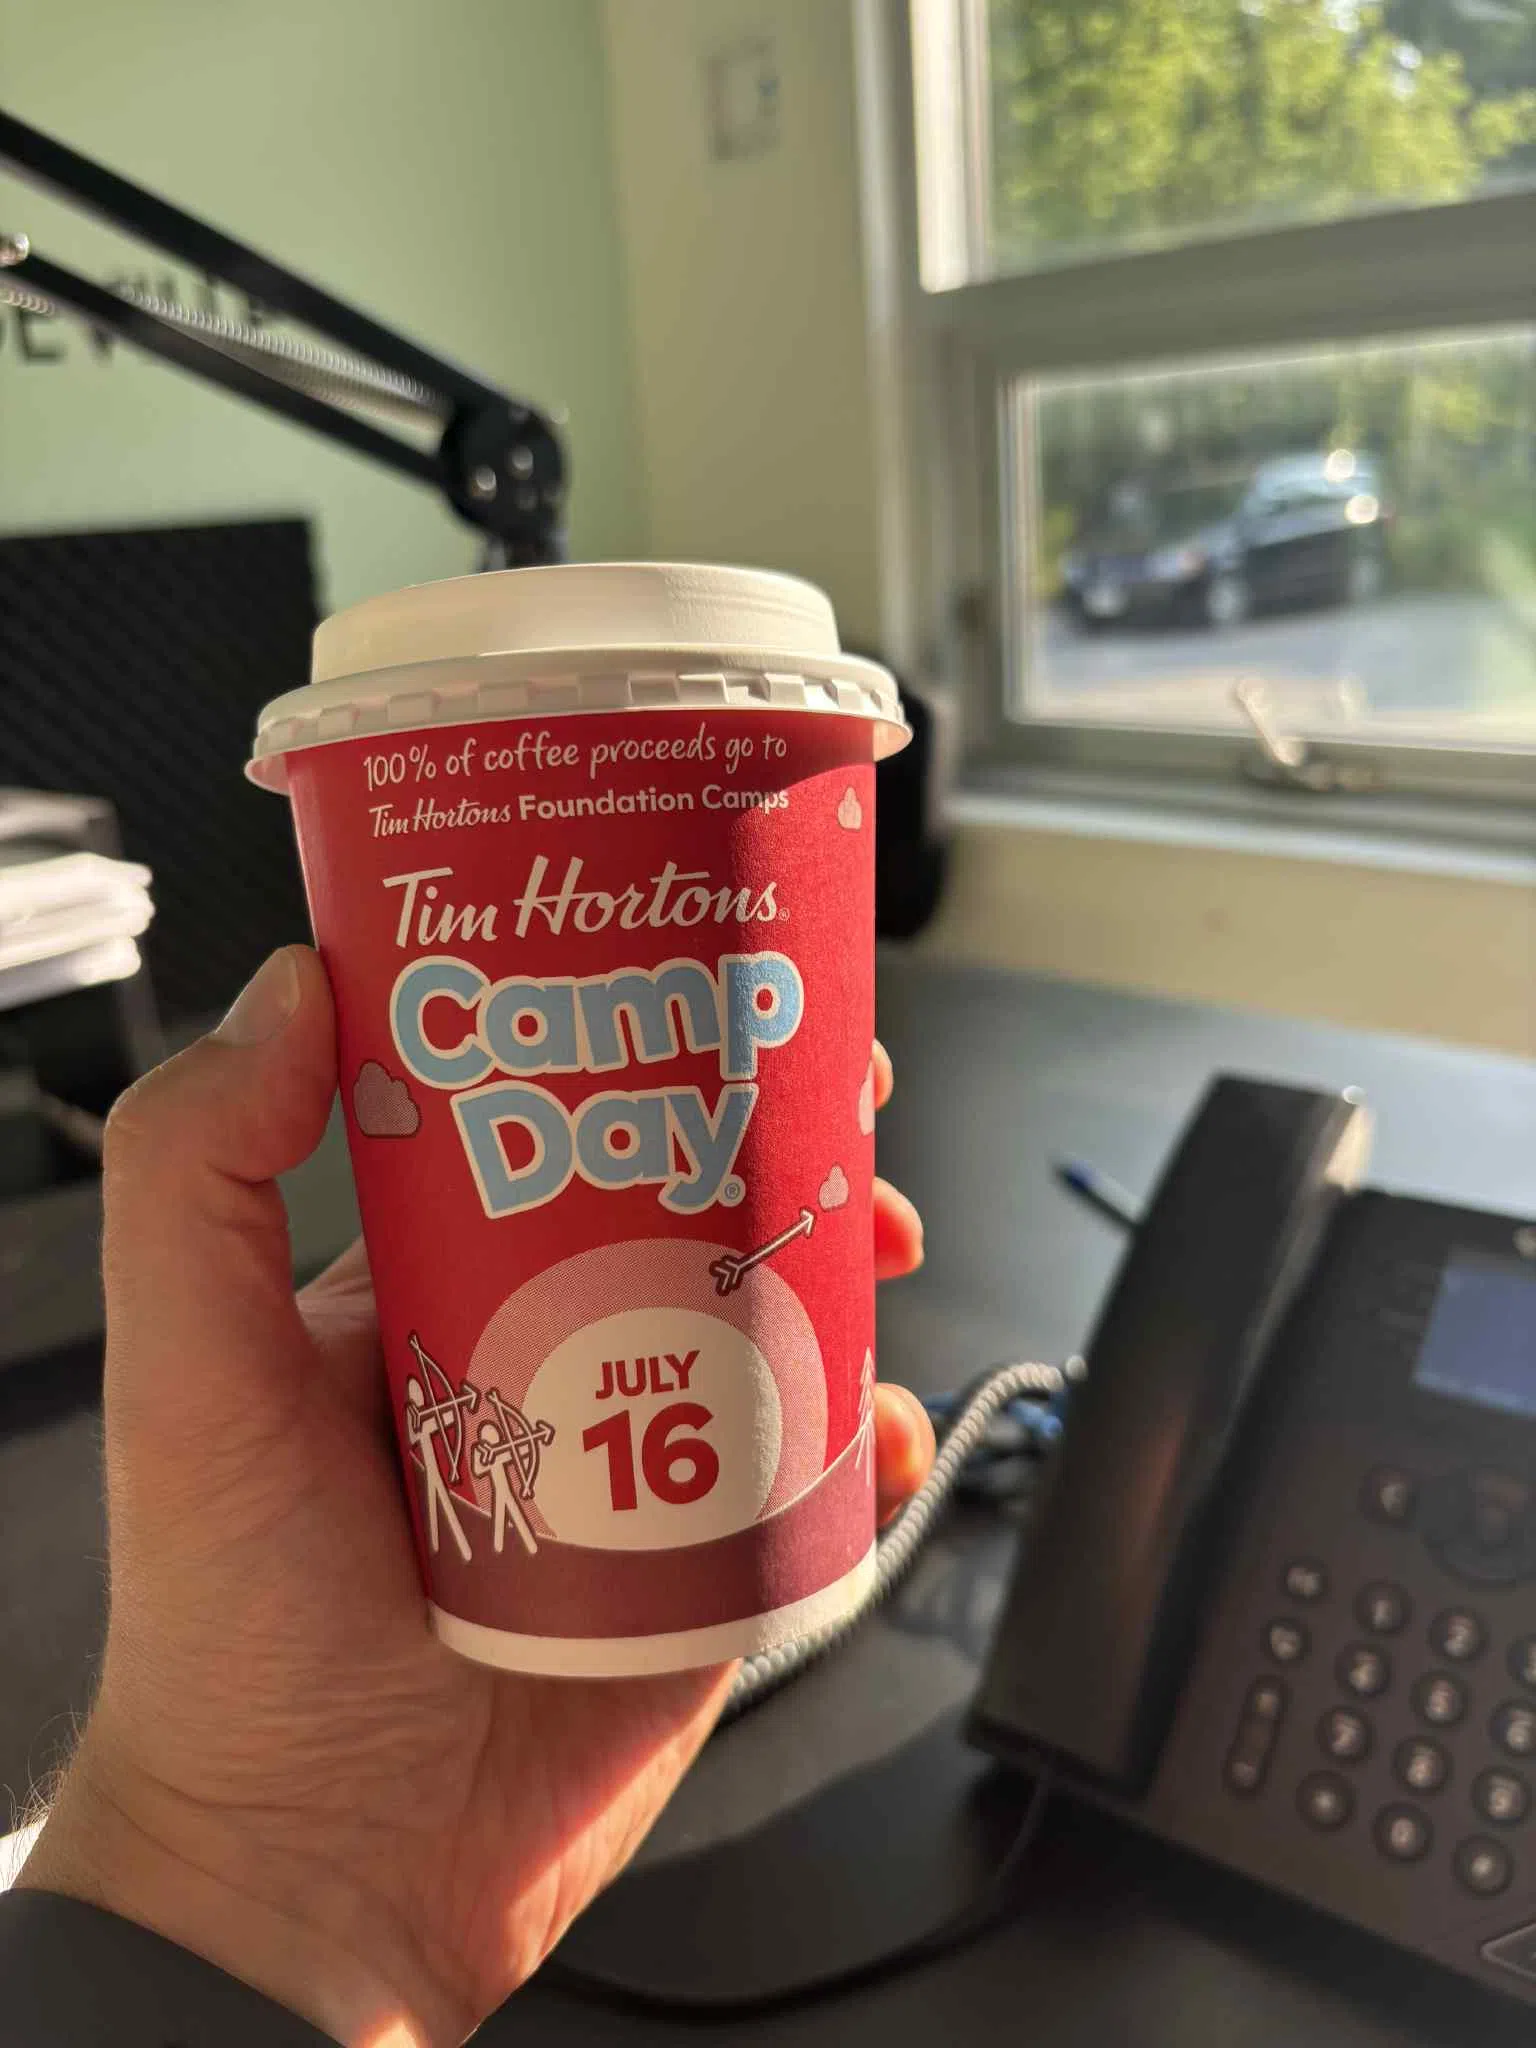 100% of coffee proceeds go to
Tim Hortons Foundation Camps
Tim Hortons®
Camp
Day®
JULY
16